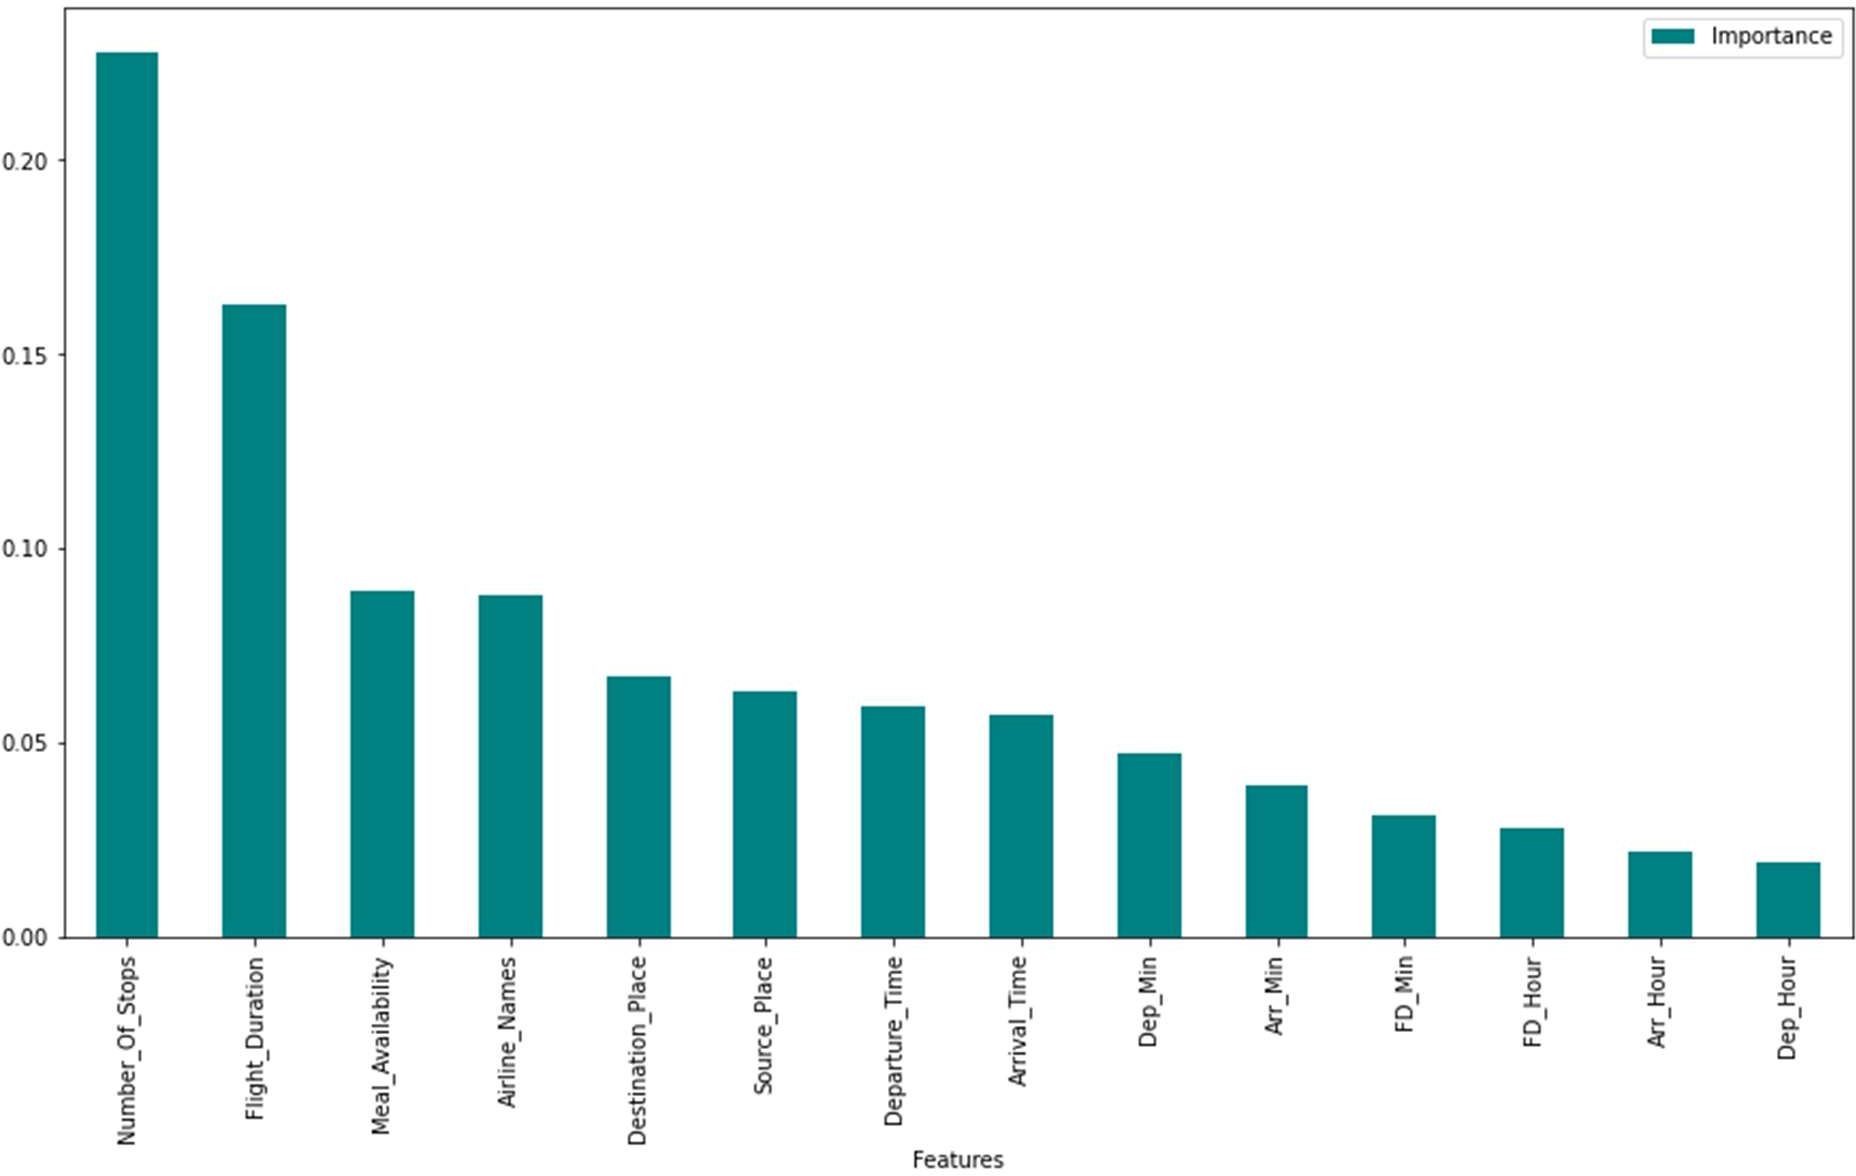 Importance
0.20
0.15
0.10
0.05
0.00
Number_Of_Stops
Flight_Duration
Meal_Availability
Airline_Names
Destination_Place
Source_Place
Departure_Time
Arrival_Time
Dep_Min
Arr_Min
FD_Min
FD_Hour
Arr_Hour
Dep_Hour
Features